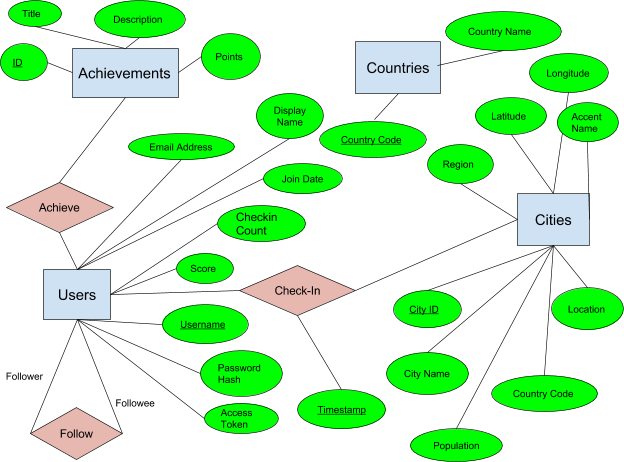 Title
Description
Country Name
ID
Achievements
Points
Countries
Longitude
Display
Name
Latitude
Accent
Name
Email Address
Country Code
Region
Join Date
Achieve
Checkin
Count
Cities
Score
Users
Check-In
City ID
Location
Username
Follower
Password
Hash
City Name
Country Code
Followee
Access
Token
Timestamp
Follow
Population